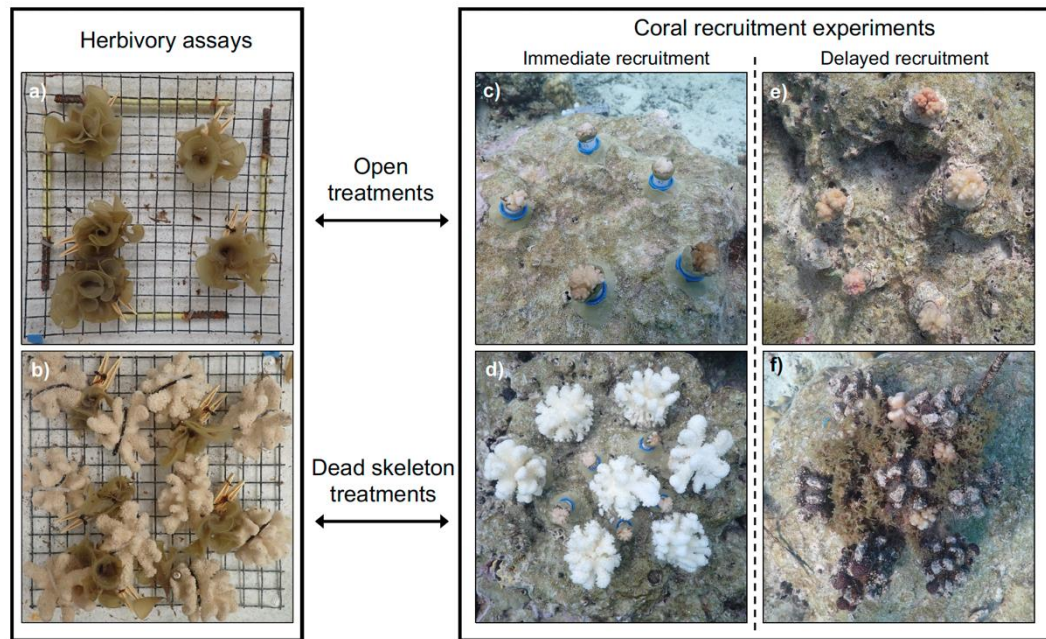 Herbivory assays
Coral recruitment experiments
Immediate recruitment
Delayed recruitment
a)
c)
e)
Open
treatments
b)
d)
f)
Dead skeleton
treatments